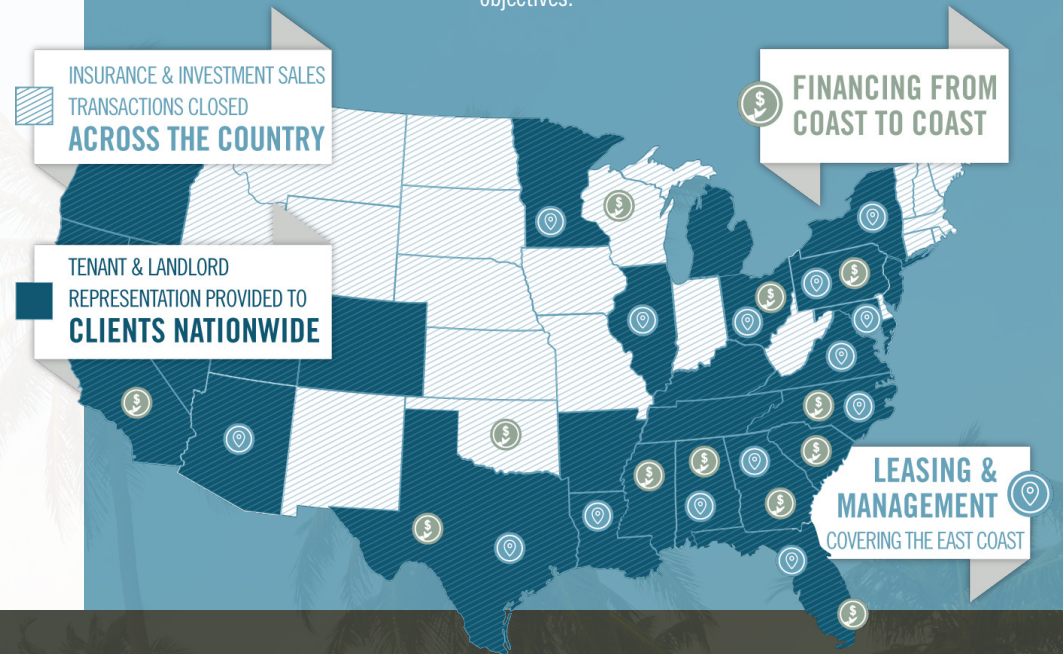 objectives:
INSURANCE & INVESTMENT SALES
TRANSACTIONS CLOSED
ACROSS THE COUNTRY
FINANCING FROM
COAST TO COAST
TENANT & LANDLORD
REPRESENTATION PROVIDED TO
CLIENTS NATIONWIDE
LEASING &
MANAGEMENT
COVERING THE EAST COAST